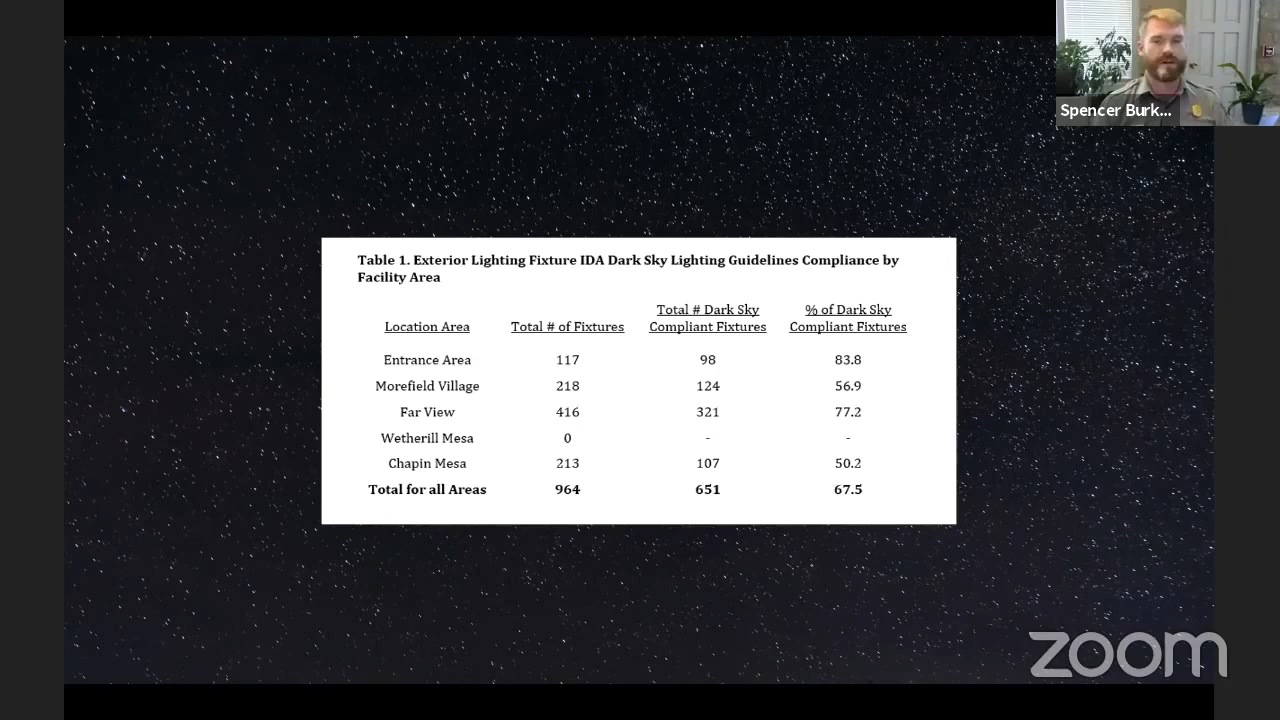 Spencer Burk...
Table 1. Exterior Lighting Fixture IDA Dark Sky Lighting Guidelines Compliance by
Facility Area
Total # Dark Sky % of Dark Sky
Location Area Total # of Fixtures Compliant Fixtures Compliant Fixtures
Entrance Area 117 98 83.8
Morefield Village 218 124 56.9
Far View 416 321 77.2
Wetherill Mesa 0 - -
Chapin Mesa 213 107 50.2
Total for all Areas 964 651 67.5
zoom